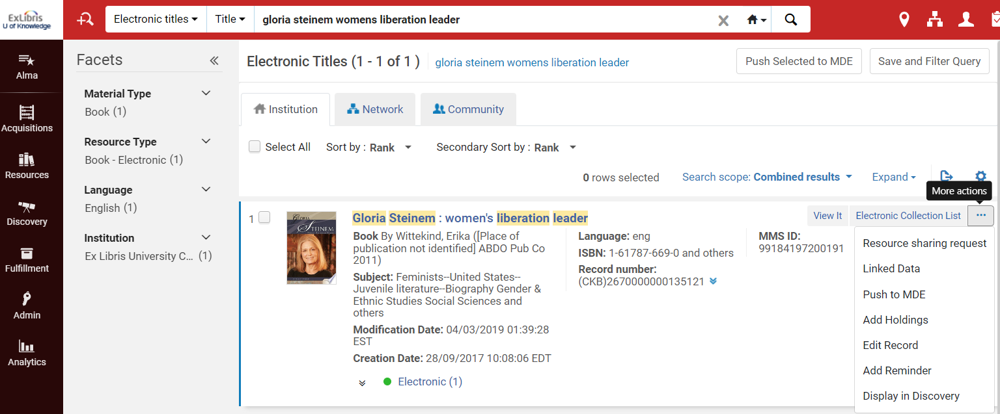 ExLibris
U of Knowledge
Electronic titles
Title
gloria steinem womens liberation leader
Alma
Acquisitions
Resources
Discovery
Fulfillment
Admin
Analytics
Facets
Material Type
Book (1)
Resource Type
Book - Electronic (1)
Language
English (1)
Institution
Ex Libris University C... (1)
Electronic Titles (1 - 1 of 1 )
gloria steinem womens liberation leader
Push Selected to MDE
Save and Filter Query
Institution
Network
Community
Select All
Sort by : Rank
Secondary Sort by : Rank
0 rows selected
Search scope: Combined results
Expand
More actions
1
GLORIA
STEINEM
Gloria Steinem : women's liberation leader
Book By Wittekind, Erika ([Place of
publication not identified] ABDO Pub Co
2011)
Subject: Feminists--United States--
Juvenile literature--Biography Gender &
Ethnic Studies Social Sciences and
others
Modification Date: 04/03/2019 01:39:28
EST
Creation Date: 28/09/2017 10:08:06 EDT
Electronic (1)
Language: eng
ISBN: 1-61787-669-0 and others
Record number:
(CKB)2670000000135121
MMS ID:
99184197200191
View It
Electronic Collection List
...
Resource sharing request
Linked Data
Push to MDE
Add Holdings
Edit Record
Add Reminder
Display in Discovery